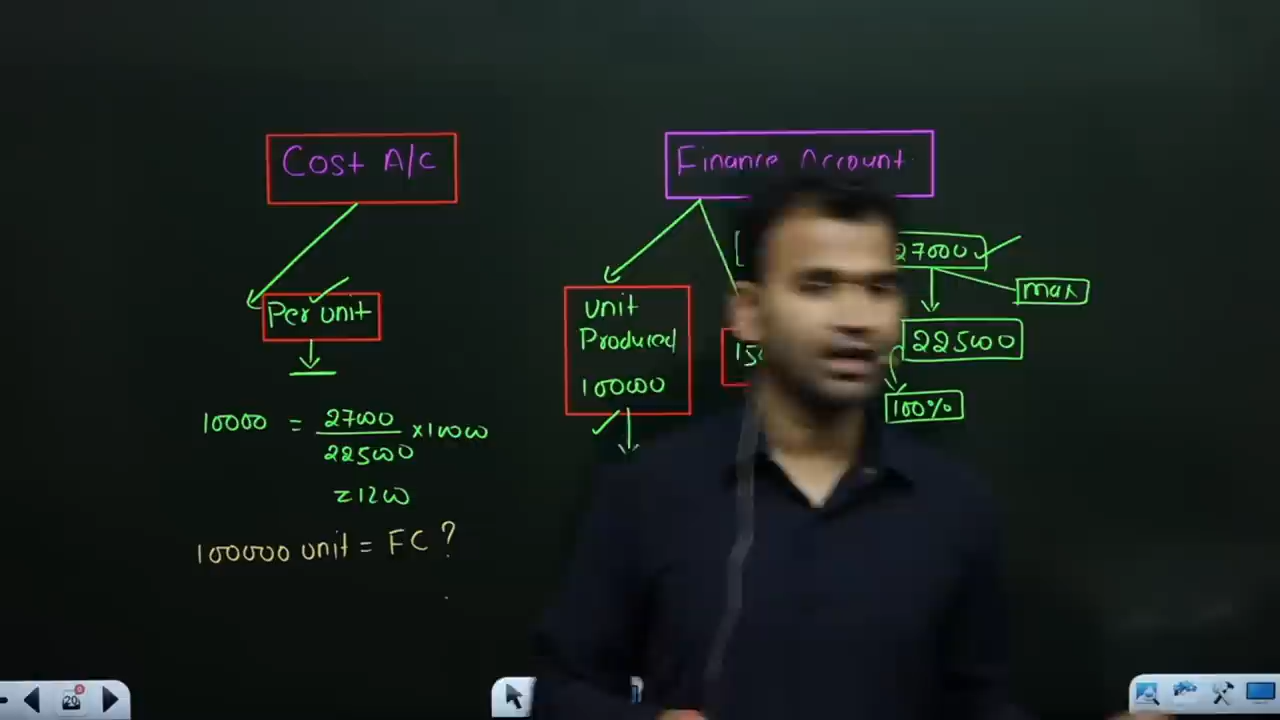 Cost A/C
Finance Account
27000
max
Per unit
unit
Produced
100000
225000
100%
10000 = 27000 / 225000 × 10000
= 1200
100000 unit = FC ?
20